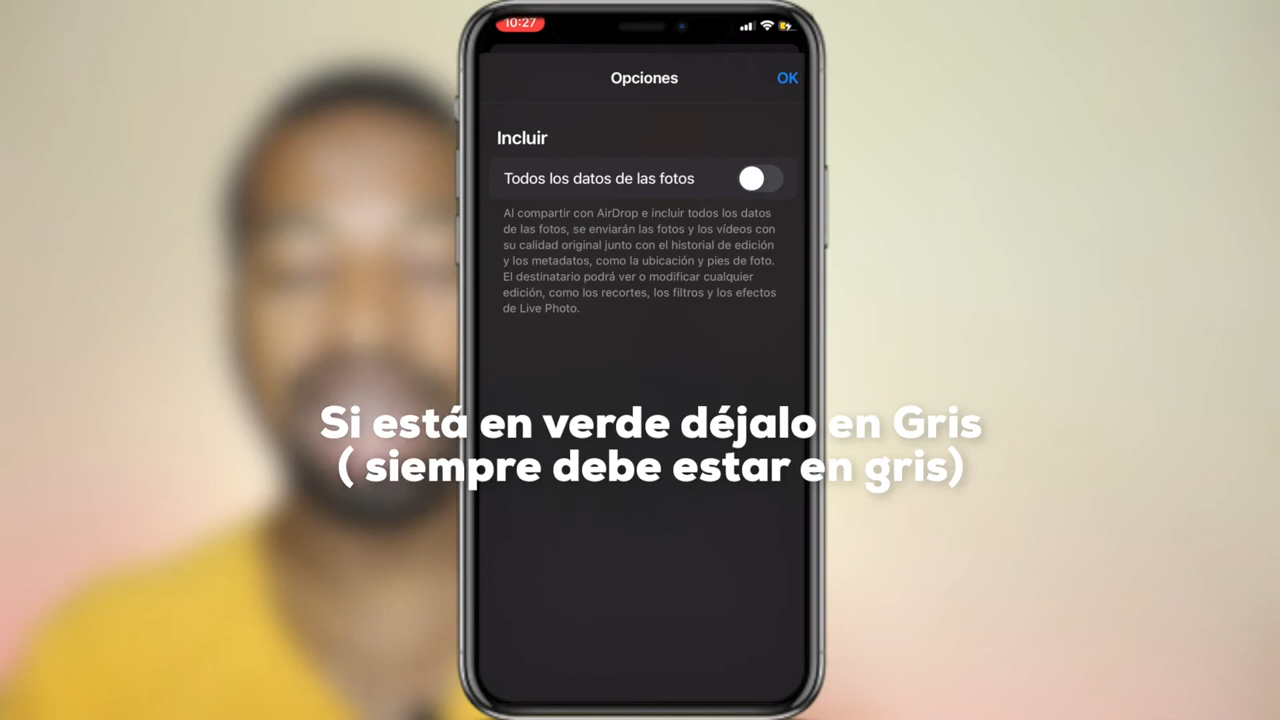 10:27
Opciones OK
Incluir
Todos los datos de las fotos
Al compartir con AirDrop e incluir todos los datos
de las fotos, se enviarán las fotos y los vídeos con
su calidad original junto con el historial de edición
y los metadatos, como la ubicación y pies de foto.
El destinatario podrá ver o modificar cualquier
edición, como los recortes, los filtros y los efectos
de Live Photo.
Si está en verde déjalo en Gris
( siempre debe estar en gris)